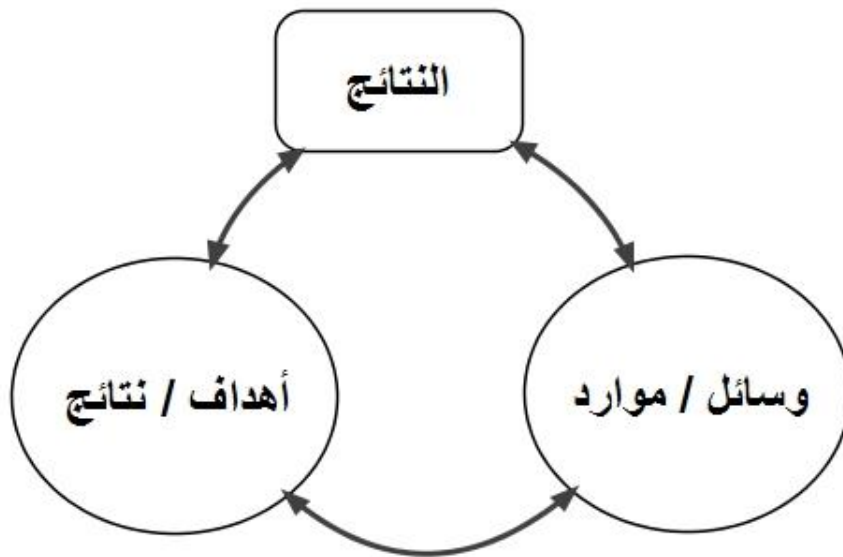 النتائج
وسائل / موارد
أهداف / نتائج